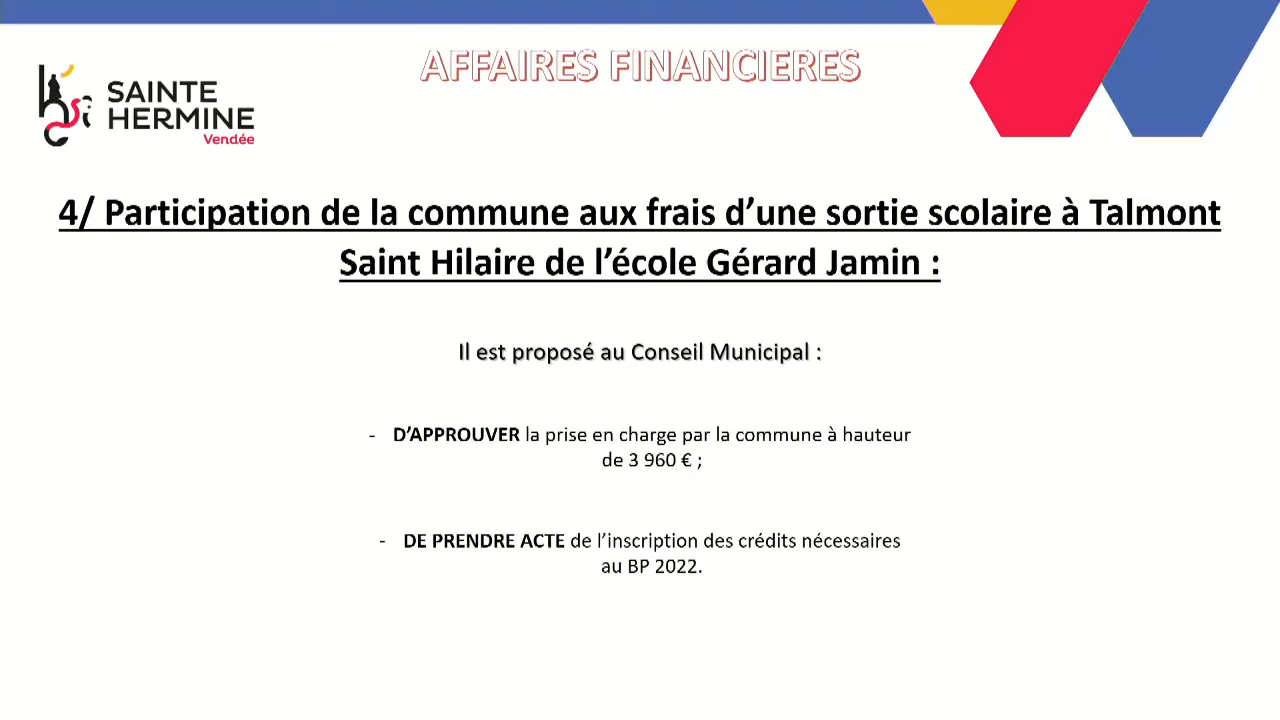 AFFAIRES FINANCIERES
SAINTE
HERMINE
Vendée
4/ Participation de la commune aux frais d’une sortie scolaire à Talmont
Saint Hilaire de l’école Gérard Jamin :
Il est proposé au Conseil Municipal :
- D’APPROUVER la prise en charge par la commune à hauteur
de 3 960 € ;
- DE PRENDRE ACTE de l’inscription des crédits nécessaires
au BP 2022.